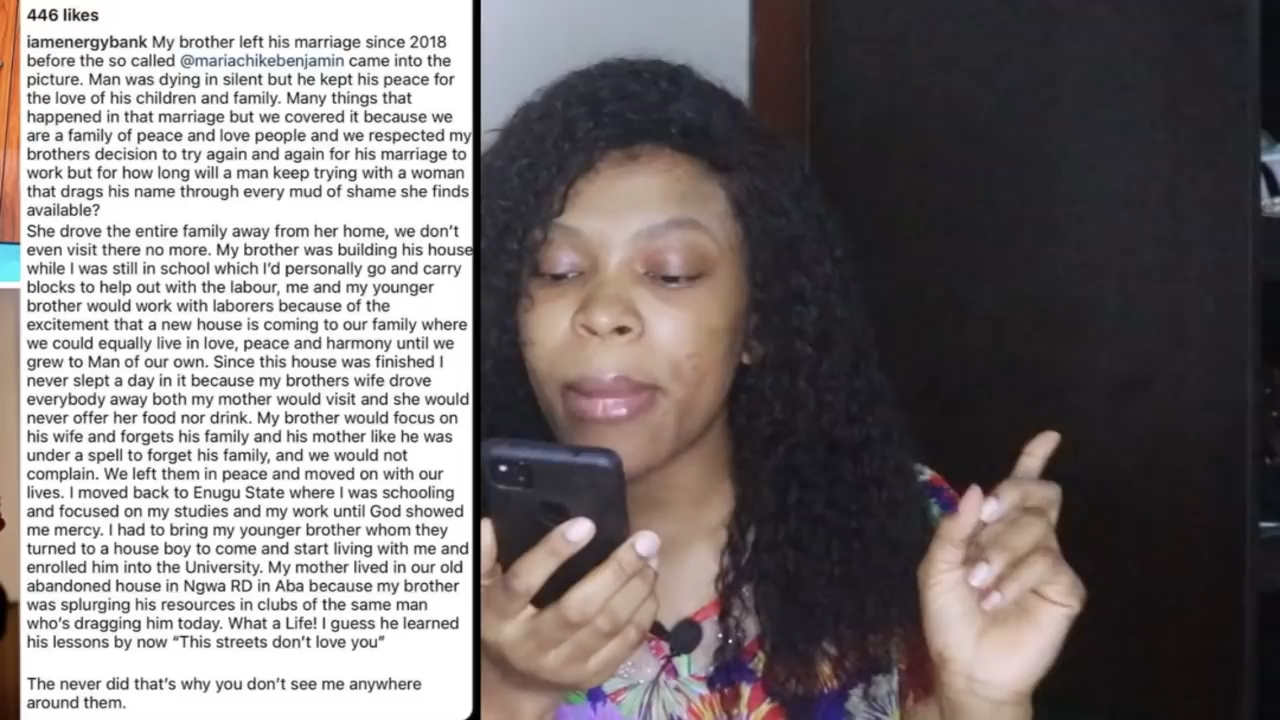 446 likes
iamenergybank My brother left his marriage since 2018
before the so called @mariachikebenjamin came into the
picture. Man was dying in silent but he kept his peace for
the love of his children and family. Many things that
happened in that marriage but we covered it because we
are a family of peace and love people and we respected my
brothers decision to try again and again for his marriage to
work but for how long will a man keep trying with a woman
that drags his name through every mud of shame she finds
available?
She drove the entire family away from her home, we don't
even visit there no more. My brother was building his house
while I was still in school which I'd personally go and carry
blocks to help out with the labour, me and my younger
brother would work with laborers because of the
excitement that a new house is coming to our family where
we could equally live in love, peace and harmony until we
grew to Man of our own. Since this house was finished I
never slept a day in it because my brothers wife drove
everybody away both my mother would visit and she would
never offer her food nor drink. My brother would focus on
his wife and forgets his family and his mother like he was
under a spell to forget his family, and we would not
complain. We left them in peace and moved on with our
lives. I moved back to Enugu State where I was schooling
and focused on my studies and my work until God showed
me mercy. I had to bring my younger brother whom they
turned to a house boy to come and start living with me and
enrolled him into the University. My mother lived in our old
abandoned house in Ngwa RD in Aba because my brother
was splurging his resources in clubs of the same man
who's dragging him today. What a Life! I guess he learned
his lessons by now “This streets don't love you”
The never did that's why you don't see me anywhere
around them.